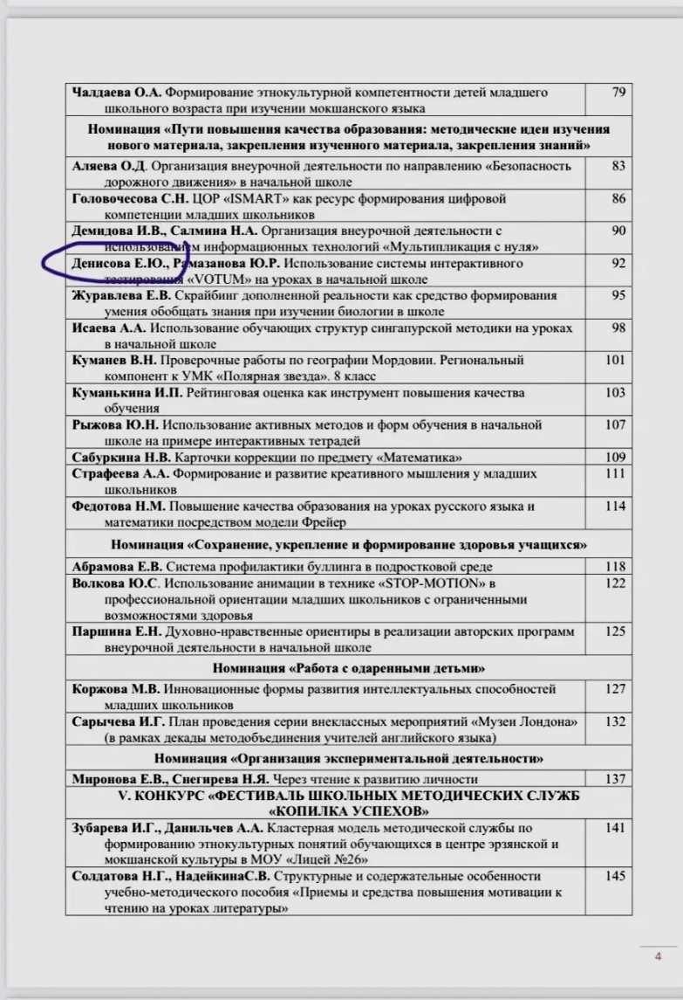 Чалдаева О.А. Формирование этнокультурной компетентности детей младшего 79
школьного возраста при изучении мокшанского языка
Номинация «Пути повышения качества образования: методические идеи изучения
нового материала, закрепления изученного материала, закрепления знаний»
Аляева О.Д. Организация внеурочной деятельности по направлению «Безопасность 83
дорожного движения» в начальной школе
Головочесова С.Н. ЦОР «ISMART» как ресурс формирования цифровой 86
компетенции младших школьников
Демидова И.В., Салмина Н.А. Организация внеурочной деятельности с 90
использованием информационных технологий «Мультипликация с нуля»
Денисова Е.Ю., Рамазанова Ю.Р. Использование системы интерактивного 92
тестирования «VOTUM» на уроках в начальной школе
Журавлева Е.В. Скрайбинг дополненной реальности как средство формирования 95
умения обобщать знания при изучении биологии в школе
Исаева А.А. Использование обучающих структур сингапурской методики на уроках 98
в начальной школе
Куманев В.Н. Проверочные работы по географии Мордовии. Региональный 101
компонент к УМК «Полярная звезда». 8 класс
Куманькина И.П. Рейтинговая оценка как инструмент повышения качества 103
обучения
Рыжова Ю.Н. Использование активных методов и форм обучения в начальной 107
школе на примере интерактивных тетрадей
Сабуркина Н.В. Карточки коррекции по предмету «Математика» 109
Страфеева А.А. Формирование и развитие креативного мышления у младших 111
школьников
Федотова Н.М. Повышение качества образования на уроках русского языка и 114
математики посредством модели Фрейер
Номинация «Сохранение, укрепление и формирование здоровья учащихся»
Абрамова Е.В. Система профилактики буллинга в подростковой среде 118
Волкова Ю.С. Использование анимации в технике «STOP-MOTION» в 122
профессиональной ориентации младших школьников с ограниченными
возможностями здоровья
Паршина Е.Н. Духовно-нравственные ориентиры в реализации авторских программ 125
внеурочной деятельности в начальной школе
Номинация «Работа с одаренными детьми»
Коржова М.В. Инновационные формы развития интеллектуальных способностей 127
младших школьников
Сарычева И.Г. План проведения серии внеклассных мероприятий «Музеи Лондона» 132
(в рамках декады методобъединения учителей английского языка)
Номинация «Организация экспериментальной деятельности»
Миронова Е.В., Снегирева Н.Я. Через чтение к развитию личности 137
V. КОНКУРС «ФЕСТИВАЛЬ ШКОЛЬНЫХ МЕТОДИЧЕСКИХ СЛУЖБ
«КОПИЛКА УСПЕХОВ»
Зубарева И.Г., Данильчев А.А. Кластерная модель методической службы по 141
формированию этнокультурных понятий обучающихся в центре эрзянской и
мокшанской культуры в МОУ «Лицей №26»
Солдатова Н.Г., НадейкинаС.В. Структурные и содержательные особенности 145
учебно-методического пособия «Приемы и средства повышения мотивации к
чтению на уроках литературы»
4